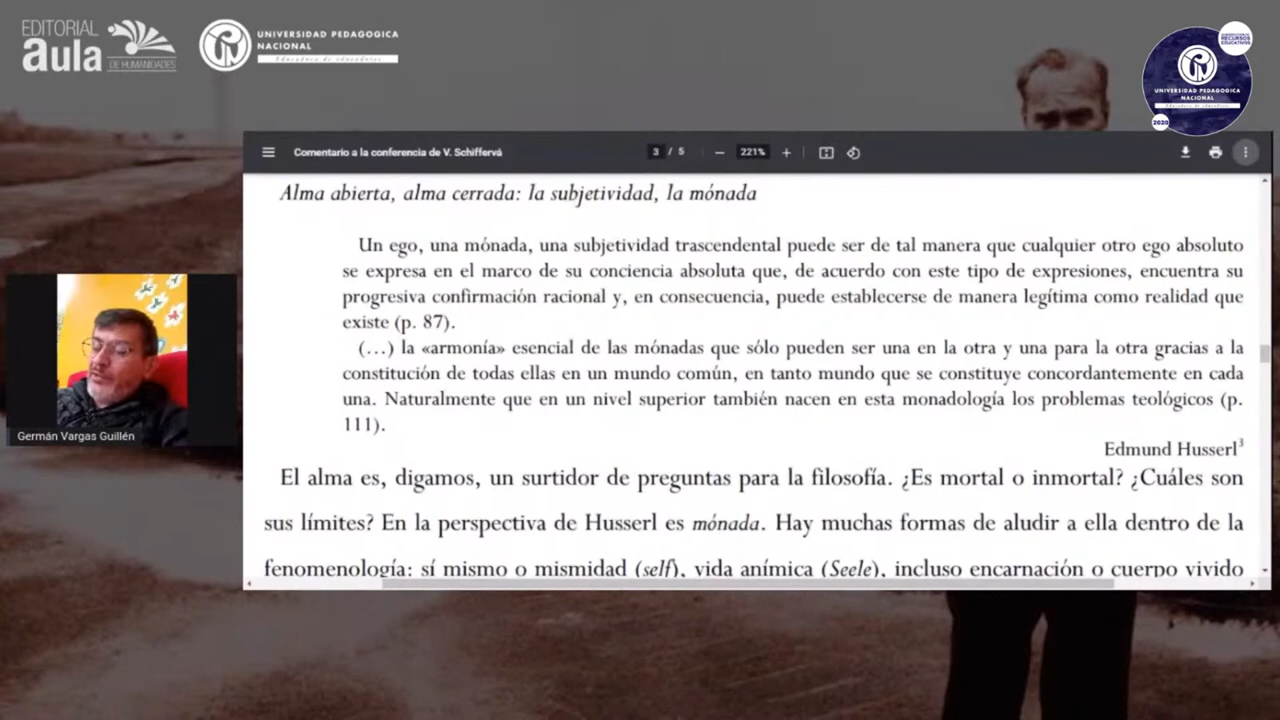 EDITORIAL
aula
DE HUMANIDADES
UNIVERSIDAD PEDAGOGICA
NACIONAL
Educadora de educadores
RECURSOS
EDUCATIVOS
UNIVERSIDAD PEDAGOGICA
NACIONAL
2020
Comentario a la conferencia de V. Schiffervá
3 / 5
221%
Alma abierta, alma cerrada: la subjetividad, la mónada
Un ego, una mónada, una subjetividad trascendental puede ser de tal manera que cualquier otro ego absoluto
se expresa en el marco de su conciencia absoluta que, de acuerdo con este tipo de expresiones, encuentra su
progresiva confirmación racional y, en consecuencia, puede establecerse de manera legítima como realidad que
existe (p. 87).
(…) la «armonía» esencial de las mónadas que sólo pueden ser una en la otra y una para la otra gracias a la
constitución de todas ellas en un mundo común, en tanto mundo que se constituye concordantemente en cada
una. Naturalmente que en un nivel superior también nacen en esta monadología los problemas teológicos (p.
111).
Edmund Husserl3
El alma es, digamos, un surtidor de preguntas para la filosofía. ¿Es mortal o inmortal? ¿Cuáles son
sus límites? En la perspectiva de Husserl es mónada. Hay muchas formas de aludir a ella dentro de la
fenomenología: sí mismo o mismidad (self), vida anímica (Seele), incluso encarnación o cuerpo vivido
Germán Vargas Guillén